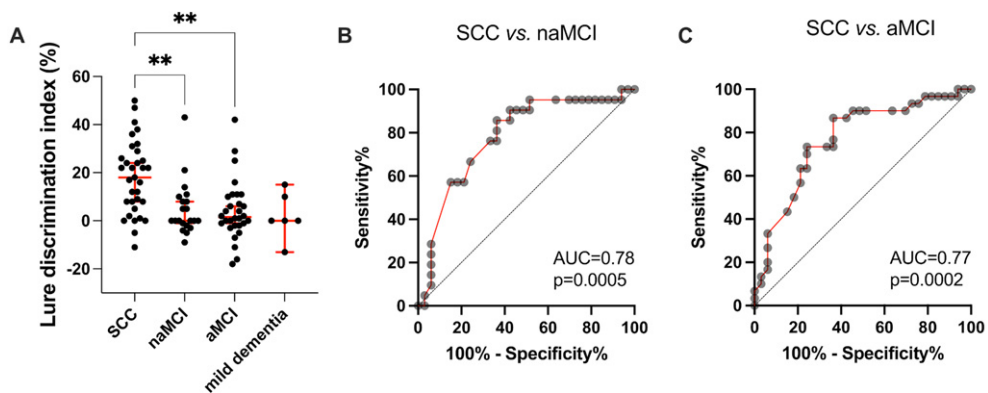 A
Lure discrimination index (%)
60
40
20
0
-20
**
**
SCC
naMCI
aMCI
mild dementia
B
SCC vs. naMCI
Sensitivity%
100
80
60
40
20
0
0 20 40 60 80 100
100% - Specificity%
AUC=0.78
p=0.0005
C
SCC vs. aMCI
Sensitivity%
100
80
60
40
20
0
0 20 40 60 80 100
100% - Specificity%
AUC=0.77
p=0.0002